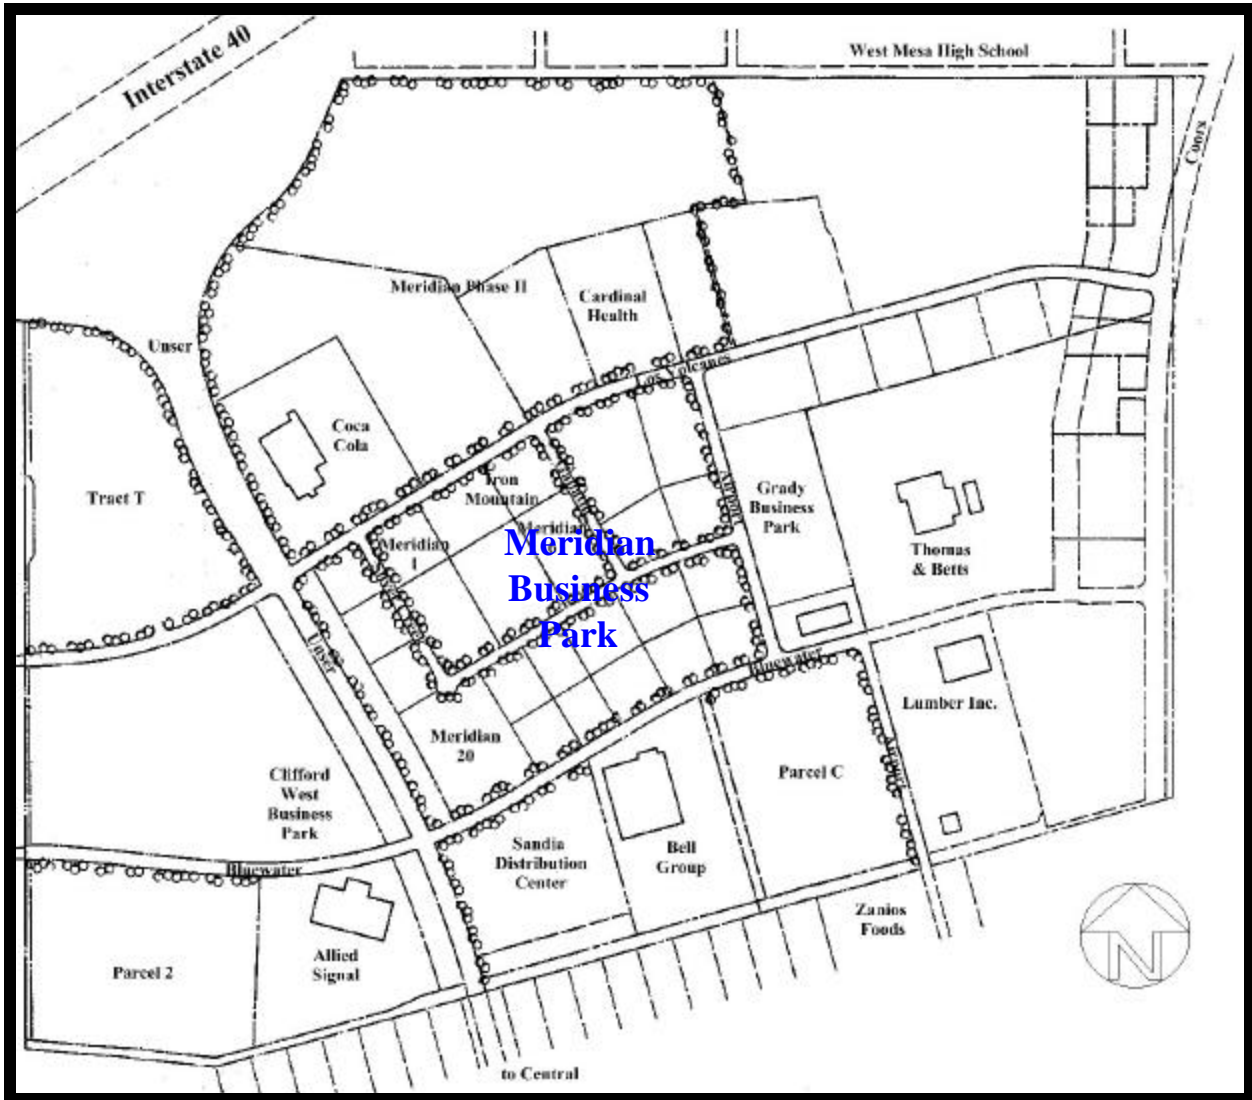 Interstate 40
West Mesa High School
Coors
Meridian Phase II
Cardinal
Health
Unser
Los Volcanes
Coca
Cola
Tract T
Iron
Mountain
Airport
Grady
Business
Park
Meridian
1
Meridian
Meridian
Business
Park
Thomas
& Betts
Unser
Bluewater
Lumber Inc.
Meridian
20
Airport
Parcel C
Clifford
West
Business
Park
Sandia
Distribution
Center
Bell
Group
Bluewater
Zanios
Foods
Allied
Signal
Parcel 2
N
to Central